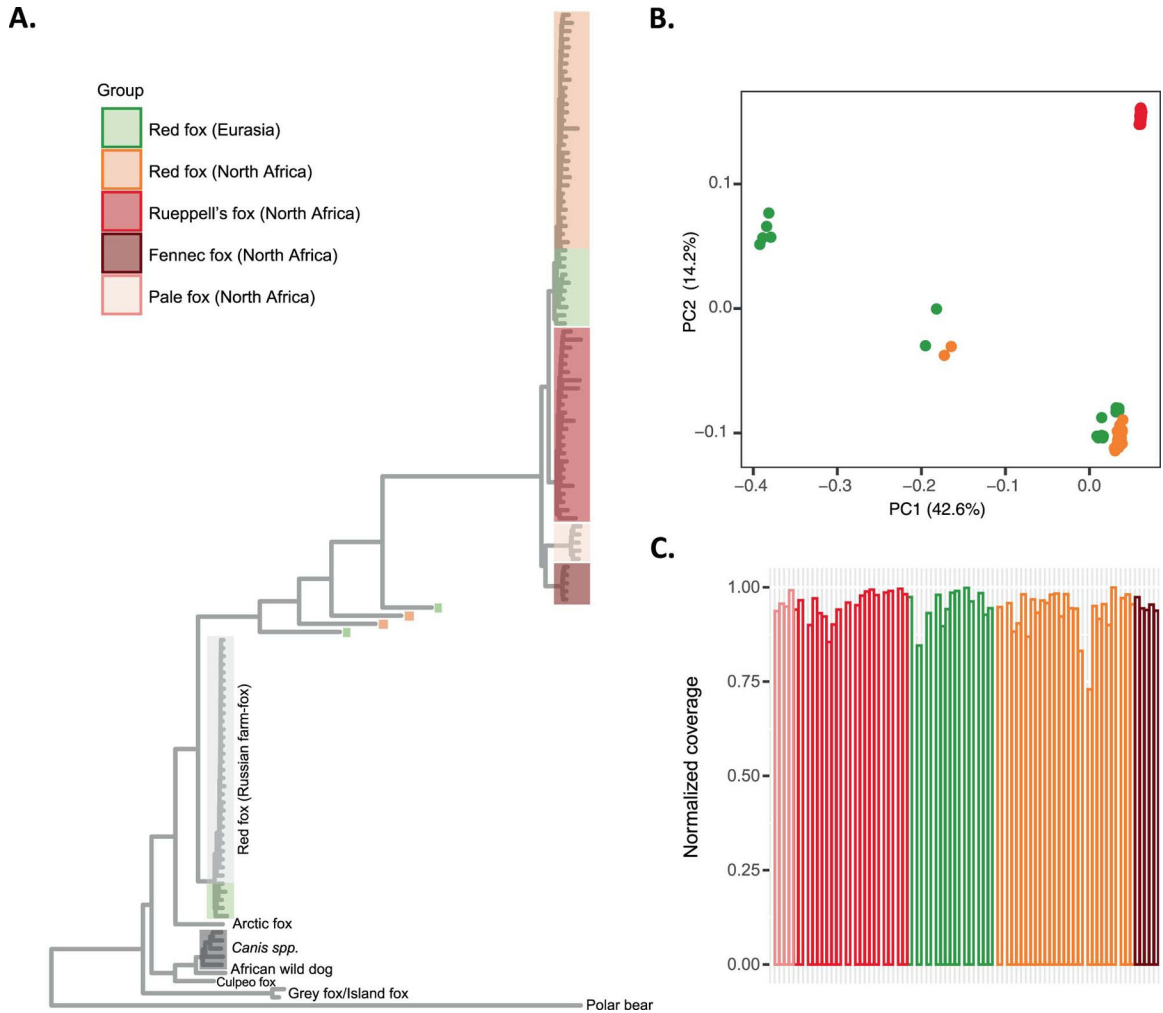 A.
Group
Red fox (Eurasia)
Red fox (North Africa)
Rueppell's fox (North Africa)
Fennec fox (North Africa)
Pale fox (North Africa)
Red fox (Russian farm-fox)
Arctic fox
Canis spp.
African wild dog
Culpeo fox
Grey fox/Island fox
Polar bear
B.
PC2 (14.2%)
0.1
0.0
−0.1
−0.4
−0.3
−0.2
−0.1
0.0
PC1 (42.6%)
C.
Normalized coverage
1.00
0.75
0.50
0.25
0.00